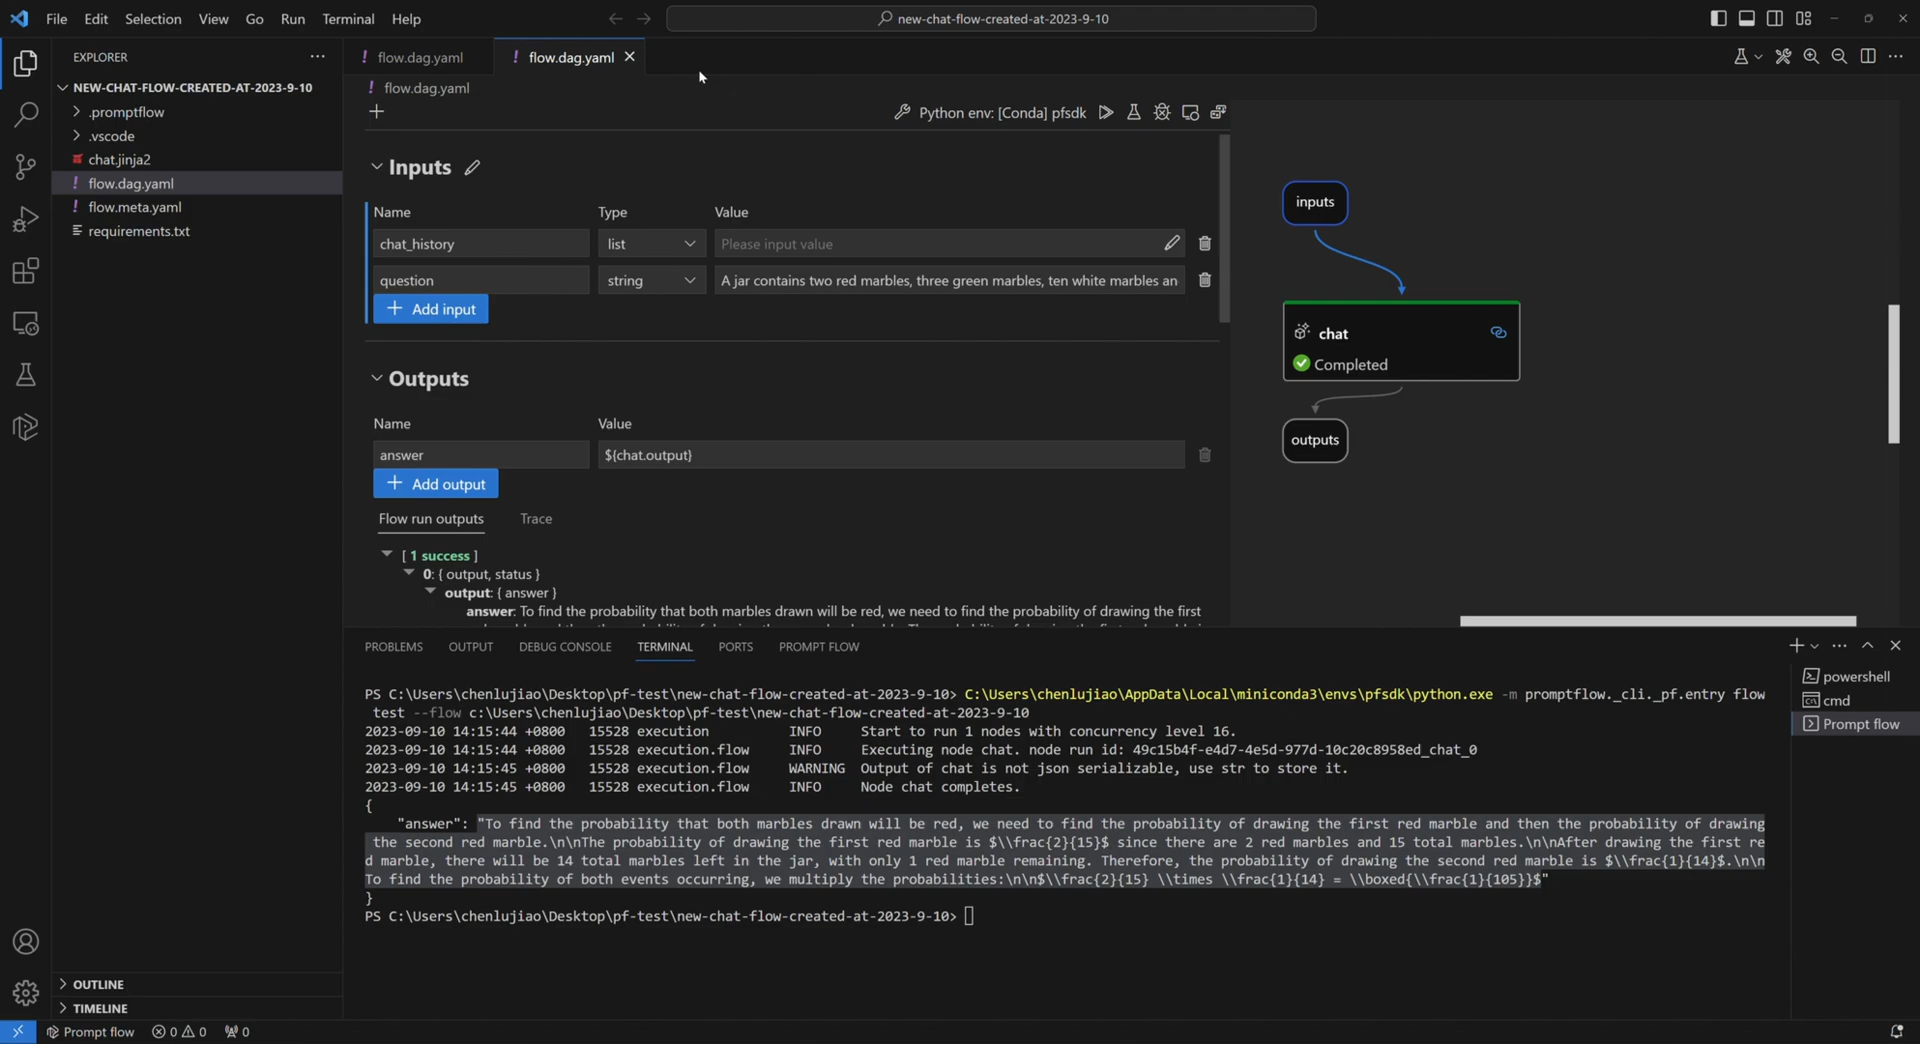 File Edit Selection View Go Run Terminal Help
new-chat-flow-created-at-2023-9-10
EXPLORER
NEW-CHAT-FLOW-CREATED-AT-2023-9-10
.promptflow
.vscode
chat.jinja2
! flow.dag.yaml
! flow.meta.yaml
requirements.txt
OUTLINE
TIMELINE
! flow.dag.yaml
! flow.dag.yaml
! flow.dag.yaml
Python env: [Conda] pfsdk
Inputs
Name Type Value
chat_history list Please input value
question string A jar contains two red marbles, three green marbles, ten white marbles an
+ Add input
Outputs
Name Value
answer ${chat.output}
+ Add output
Flow run outputs Trace
[ 1 success ]
0: { output, status }
output: { answer }
answer: To find the probability that both marbles drawn will be red, we need to find the probability of drawing the first
inputs
chat
Completed
outputs
PROBLEMS OUTPUT DEBUG CONSOLE TERMINAL PORTS PROMPT FLOW
PS C:\Users\chenlujiao\Desktop\pf-test\new-chat-flow-created-at-2023-9-10> C:\Users\chenlujiao\AppData\Local\miniconda3\envs\pfsdk\python.exe -m promptflow._cli._pf.entry flow
test --flow c:\Users\chenlujiao\Desktop\pf-test\new-chat-flow-created-at-2023-9-10
2023-09-10 14:15:44 +0800 15528 execution INFO Start to run 1 nodes with concurrency level 16.
2023-09-10 14:15:44 +0800 15528 execution.flow INFO Executing node chat. node run id: 49c15b4f-e4d7-4e5d-977d-10c20c8958ed_chat_0
2023-09-10 14:15:45 +0800 15528 execution.flow WARNING Output of chat is not json serializable, use str to store it.
2023-09-10 14:15:45 +0800 15528 execution.flow INFO Node chat completes.
{
"answer": "To find the probability that both marbles drawn will be red, we need to find the probability of drawing the first red marble and then the probability of drawing
the second red marble.\n\nThe probability of drawing the first red marble is $\\frac{2}{15}$ since there are 2 red marbles and 15 total marbles.\n\nAfter drawing the first re
d marble, there will be 14 total marbles left in the jar, with only 1 red marble remaining. Therefore, the probability of drawing the second red marble is $\\frac{1}{14}$.\n\n
To find the probability of both events occurring, we multiply the probabilities:\n\n$\\frac{2}{15} \\times \\frac{1}{14} = \\boxed{\\frac{1}{105}}$"
}
PS C:\Users\chenlujiao\Desktop\pf-test\new-chat-flow-created-at-2023-9-10>
powershell
cmd
Prompt flow
Prompt flow 0 0 0